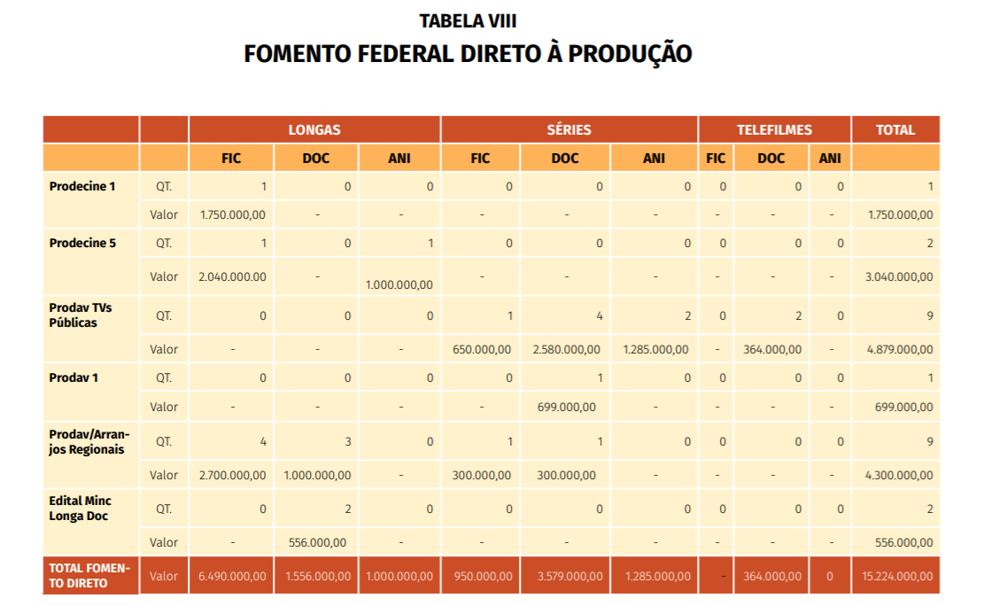 TABELA VIII
FOMENTO FEDERAL DIRETO À PRODUÇÃO
LONGAS SÉRIES TELEFILMES TOTAL
FIC DOC ANI FIC DOC ANI FIC DOC ANI
Prodecine 1 QT. 1 0 0 0 0 0 0 0 0 1
Valor 1.750.000,00 - - - - - - - - 1.750.000,00
Prodecine 5 QT. 1 0 1 0 0 0 0 0 0 2
Valor 2.040.000.00 - 1.000.000,00 - - - - - - 3.040.000,00
Prodav TVs
Públicas QT. 0 0 0 1 4 2 0 2 0 9
Valor - - - 650.000,00 2.580.000,00 1.285.000,00 - 364.000,00 - 4.879.000,00
Prodav 1 QT. 0 0 0 0 1 0 0 0 0 1
Valor - - - - 699.000,00 - - - - 699.000,00
Prodav/Arran-
jos Regionais QT. 4 3 0 1 1 0 0 0 0 9
Valor 2.700.000,00 1.000.000,00 - 300.000,00 300.000,00 - - - - 4.300.000,00
Edital Minc
Longa Doc QT. 0 2 0 0 0 0 0 0 0 2
Valor - 556.000,00 - - - - - - - 556.000,00
TOTAL FOMEN-
TO DIRETO Valor 6.490.000,00 1.556.000,00 1.000.000,00 950.000,00 3.579.000,00 1.285.000,00 - 364.000,00 0 15.224.000,00